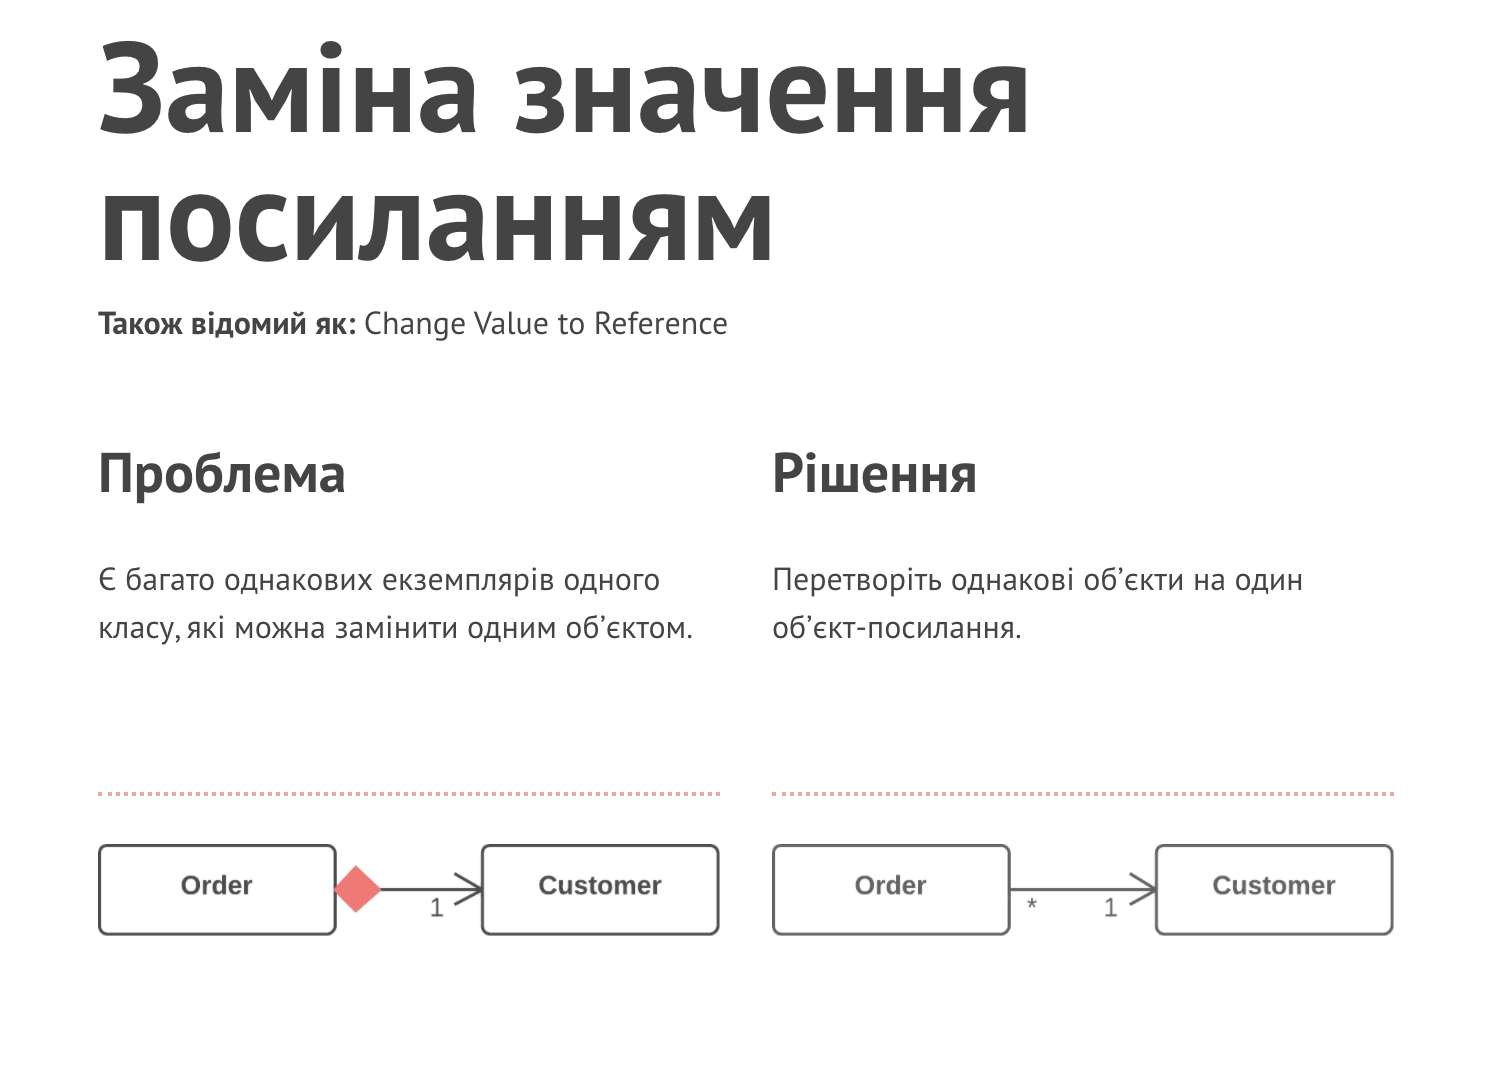 Заміна значення
посиланням
Також відомий як: Change Value to Reference
Проблема
Є багато однакових екземплярів одного
класу, які можна замінити одним об’єктом.
Рішення
Перетворіть однакові об’єкти на один
об’єкт-посилання.
Order
1
Customer
Order
*
1
Customer